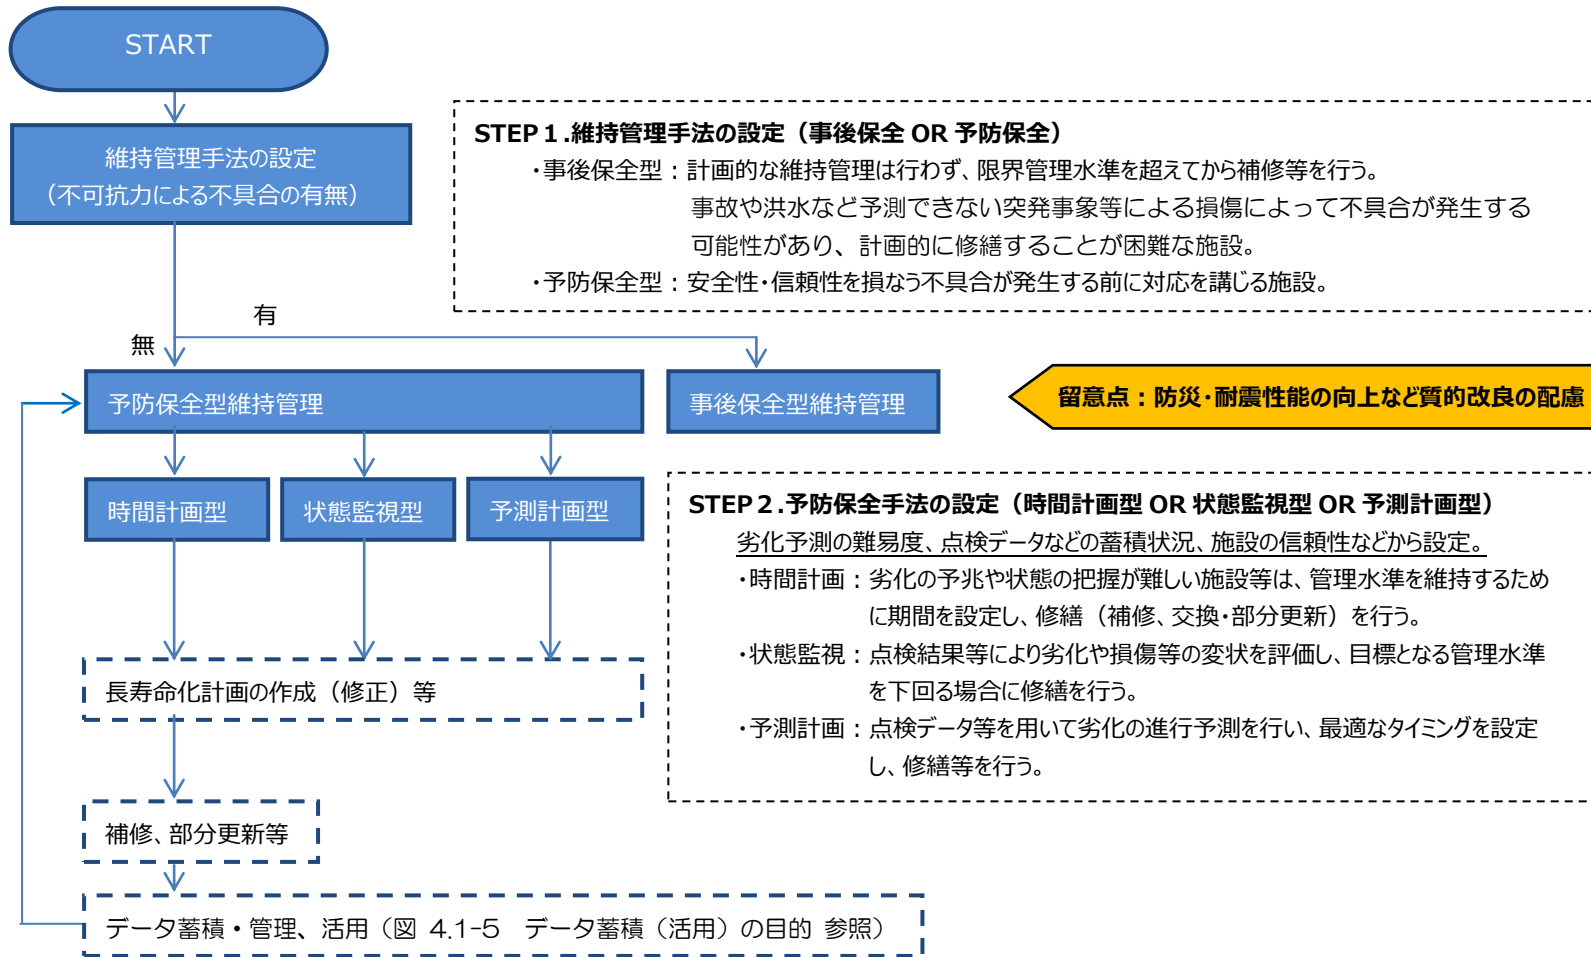 START
維持管理手法の設定
（不可抗力による不具合の有無）
STEP１.維持管理手法の設定（事後保全 OR 予防保全）
・事後保全型：計画的な維持管理は行わず、限界管理水準を超えてから補修等を行う。
事故や洪水など予測できない突発事象等による損傷によって不具合が発生する
可能性があり、計画的に修繕することが困難な施設。
・予防保全型：安全性・信頼性を損なう不具合が発生する前に対応を講じる施設。
有
無
予防保全型維持管理
事後保全型維持管理
留意点：防災・耐震性能の向上など質的改良の配慮
時間計画型
状態監視型
予測計画型
STEP２.予防保全手法の設定（時間計画型 OR 状態監視型 OR 予測計画型）
劣化予測の難易度、点検データなどの蓄積状況、施設の信頼性などから設定。
・時間計画：劣化の予兆や状態の把握が難しい施設等は、管理水準を維持するため
に期間を設定し、修繕（補修、交換・部分更新）を行う。
・状態監視：点検結果等により劣化や損傷等の変状を評価し、目標となる管理水準
を下回る場合に修繕を行う。
・予測計画：点検データ等を用いて劣化の進行予測を行い、最適なタイミングを設定
し、修繕等を行う。
長寿命化計画の作成（修正）等
補修、部分更新等
データ蓄積・管理、活用（図 4.1-5　データ蓄積（活用）の目的 参照）